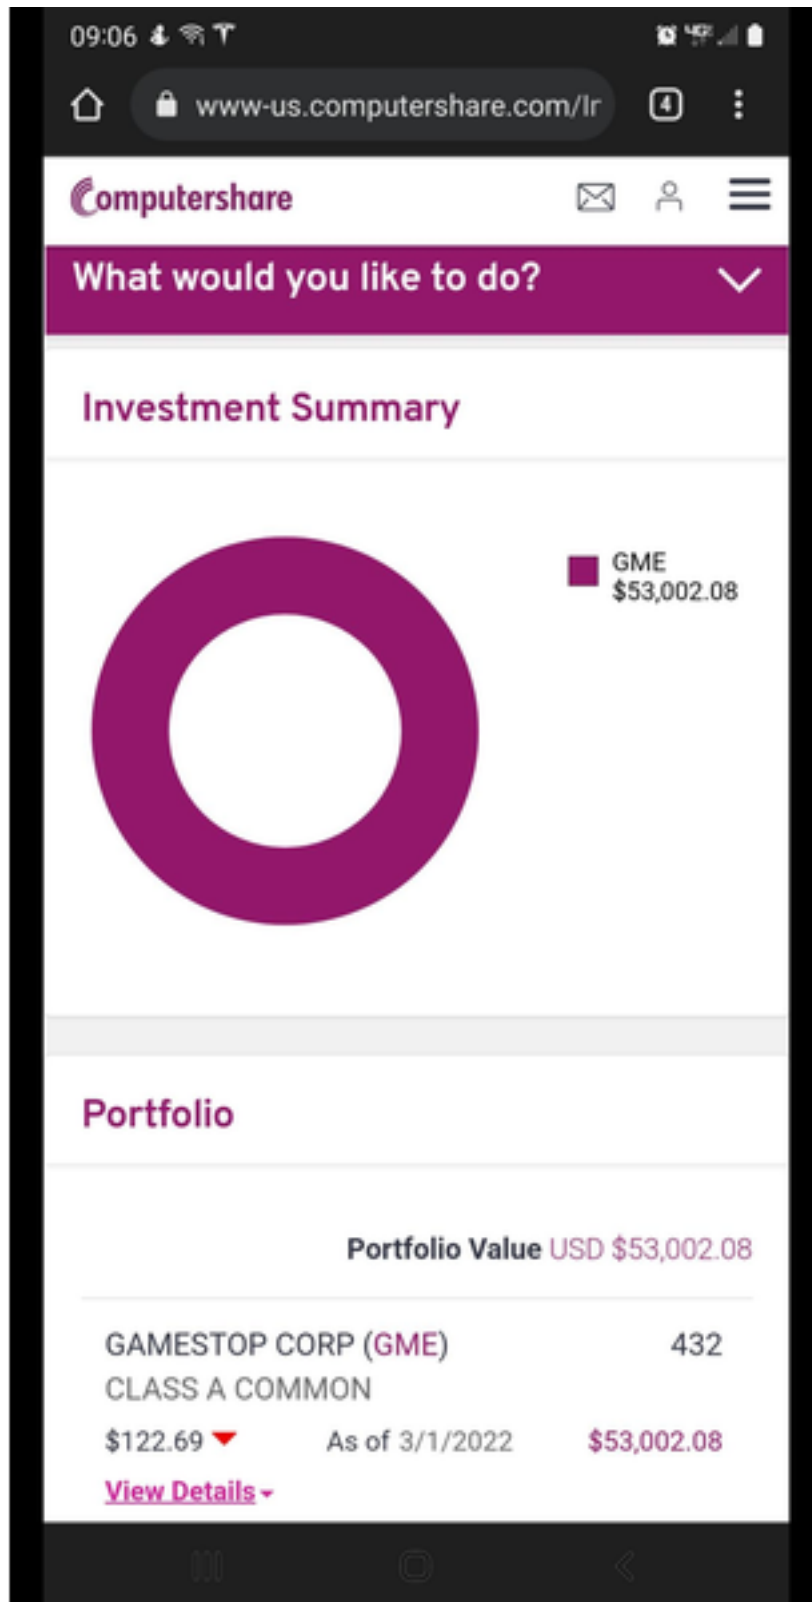 09:06
www-us.computershare.com/Ir
4
Computershare
What would you like to do?
Investment Summary
GME
$53,002.08
Portfolio
Portfolio Value USD $53,002.08
GAMESTOP CORP (GME) 432
CLASS A COMMON
$122.69 As of 3/1/2022 $53,002.08
View Details